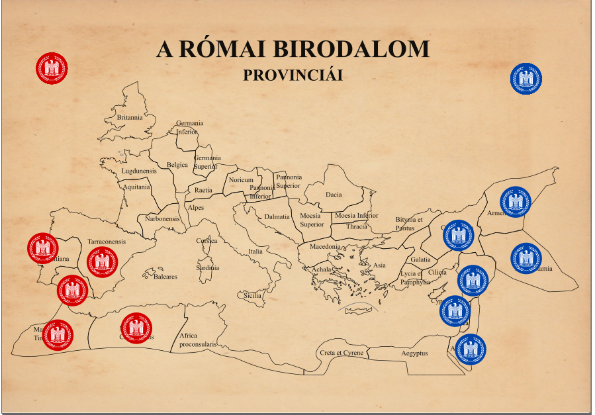 A RÓMAI BIRODALOM
PROVINCIÁI
Britannia
Germania
Inferior
Belgica
Germania
Superior
Lugdunensis
Aquitania
Raetia
Noricum
Pannonia
Superior
Pannonia
Inferior
Dacia
Alpes
Narbonensis
Dalmatia
Moesia
Superior
Moesia Inferior
Thracia
Bithynia et
Pontus
Tarraconensis
Corsica
Italia
Macedonia
Galatia
Asia
Achaia
Lycia et
Pamphylia
Cilicia
Balcares
Sardinia
Sicilia
Africa
proconsularis
Creta et Cyrene
Aegyptus